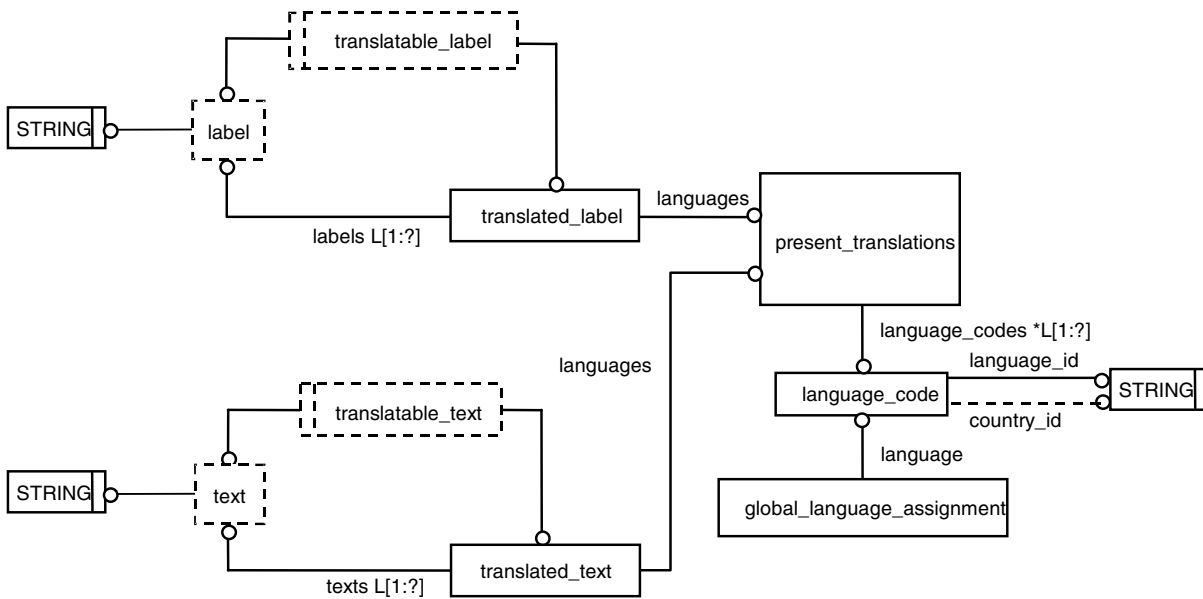 translatable_label
STRING
label
languages
translated_label
labels L[1:?]
present_translations
language_codes *L[1:?]
language_id
languages
language_code
STRING
translatable_text
country_id
language
STRING
text
global_language_assignment
translated_text
texts L[1:?]